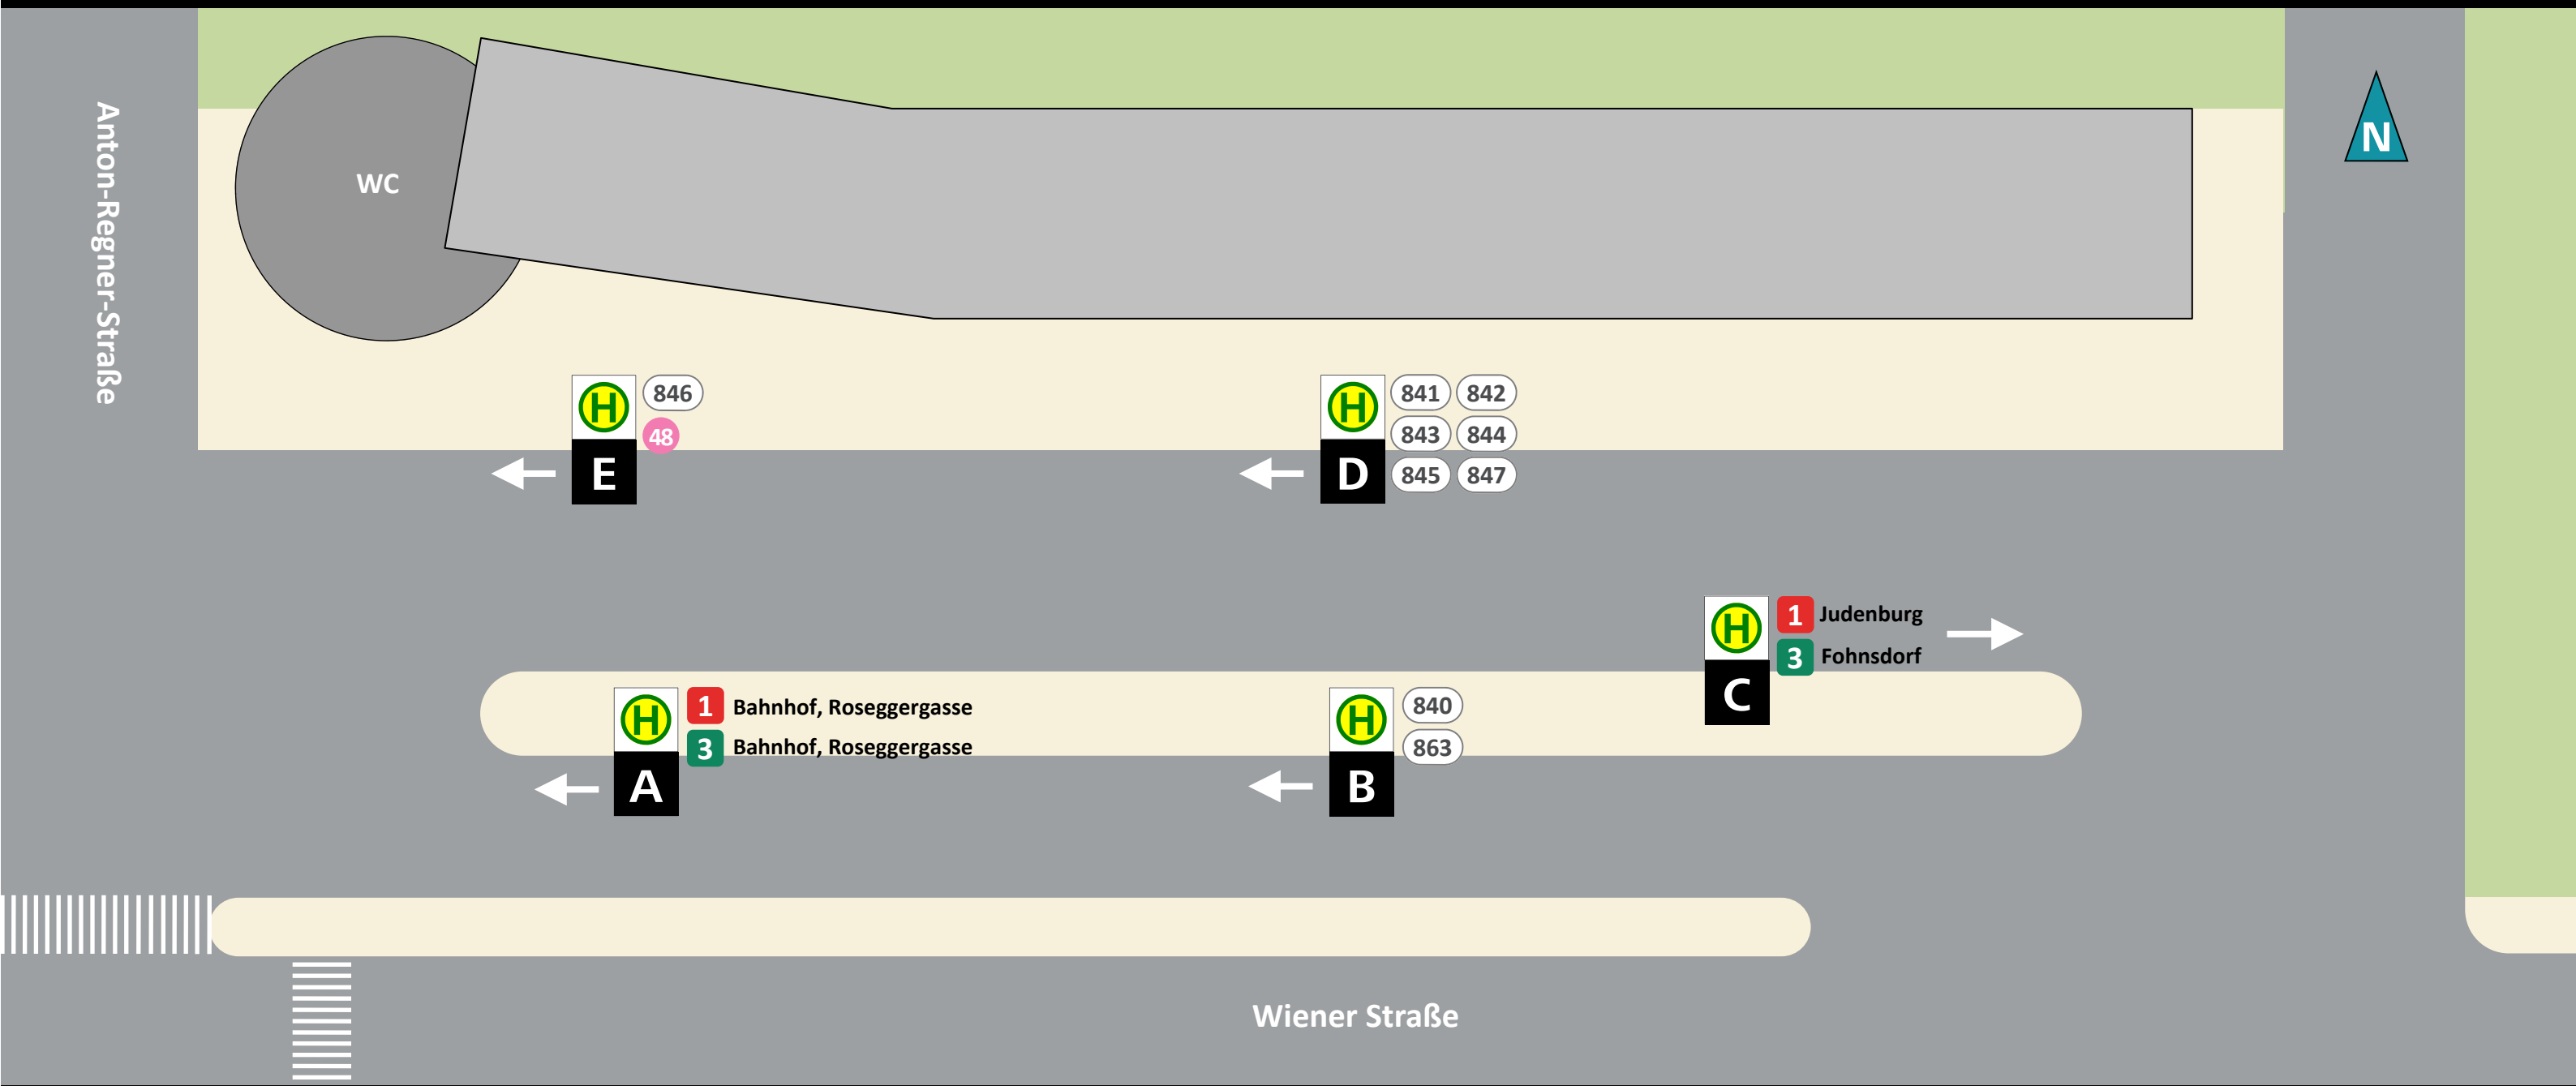 Anton-Regner-Straße
WC
N
H
846
48
E
H
841 842
843 844
845 847
D
H
1 Judenburg
3 Fohnsdorf
C
H
1 Bahnhof, Roseggergasse
3 Bahnhof, Roseggergasse
A
H
840
863
B
Wiener Straße